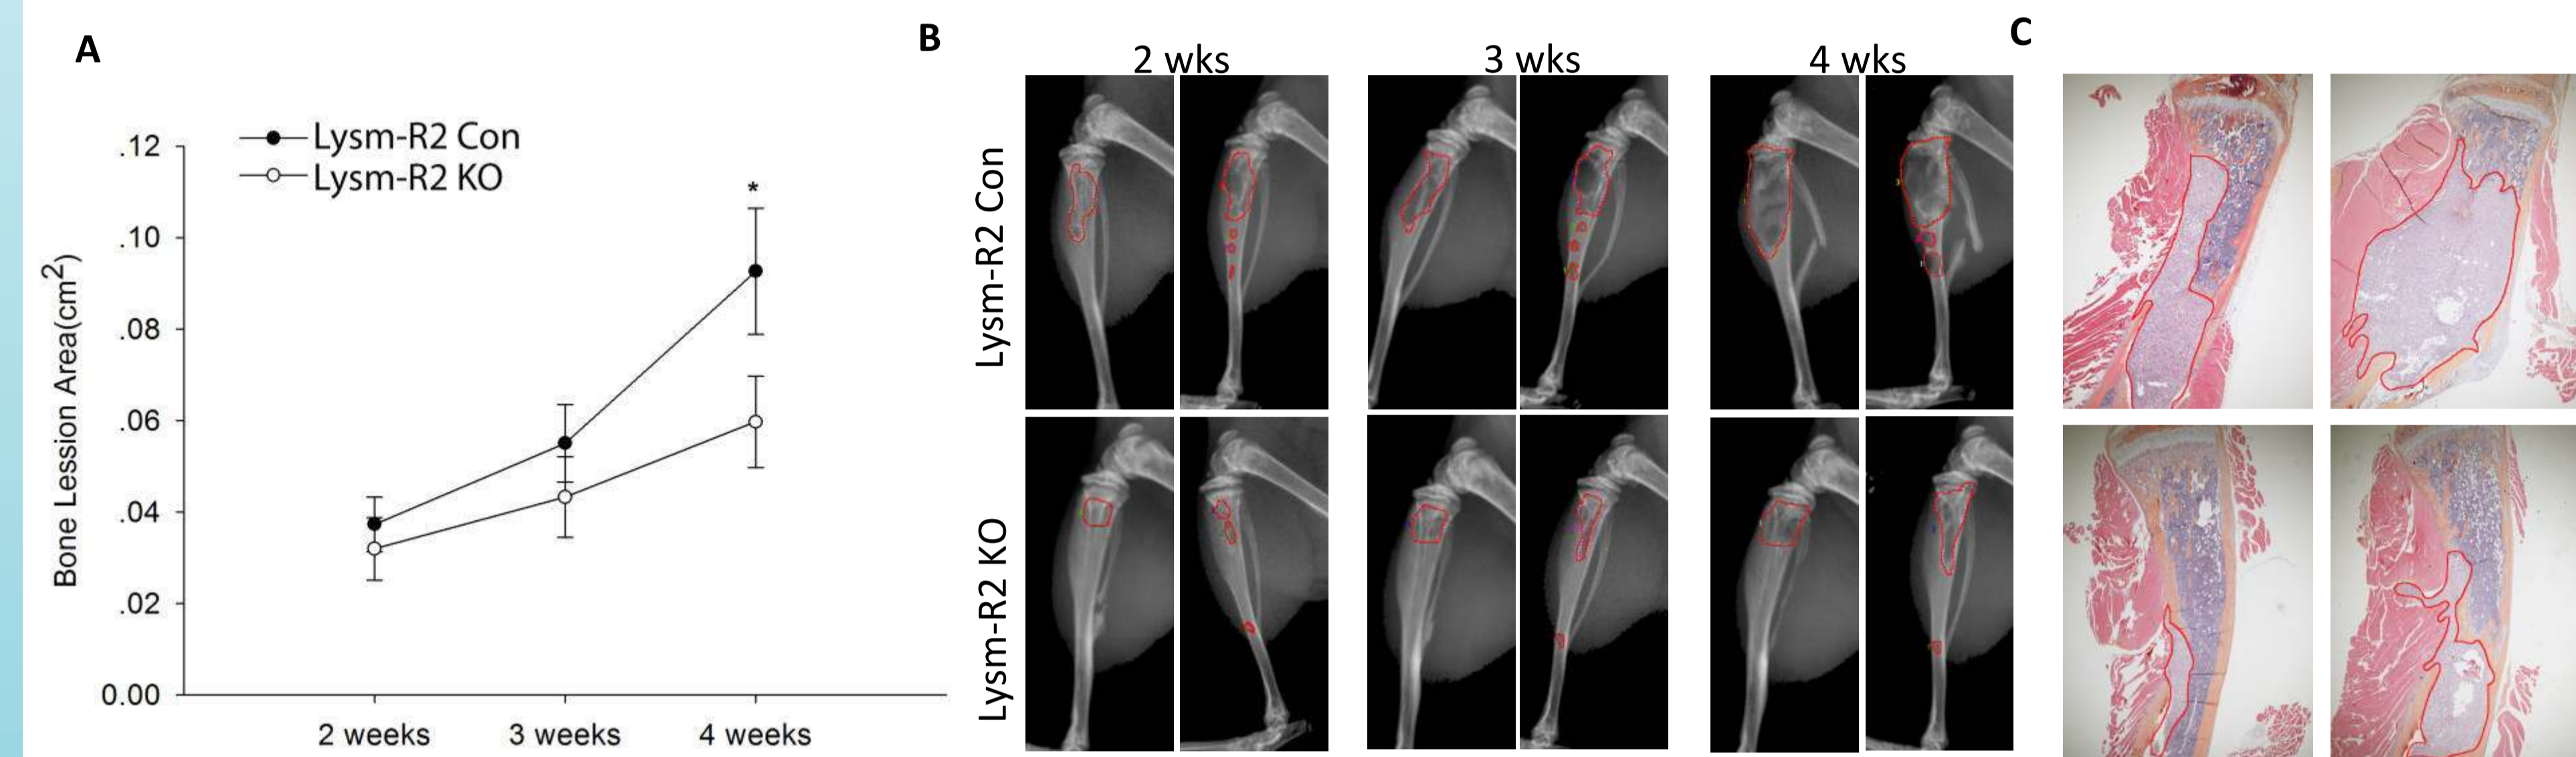 A
Lysm-R2 Con
Lysm-R2 KO
*
.12
.10
.08
.06
.04
.02
0.00
Bone Lession Area(cm2)
2 weeks
3 weeks
4 weeks
B
2 wks
3 wks
4 wks
Lysm-R2 Con
Lysm-R2 KO
C